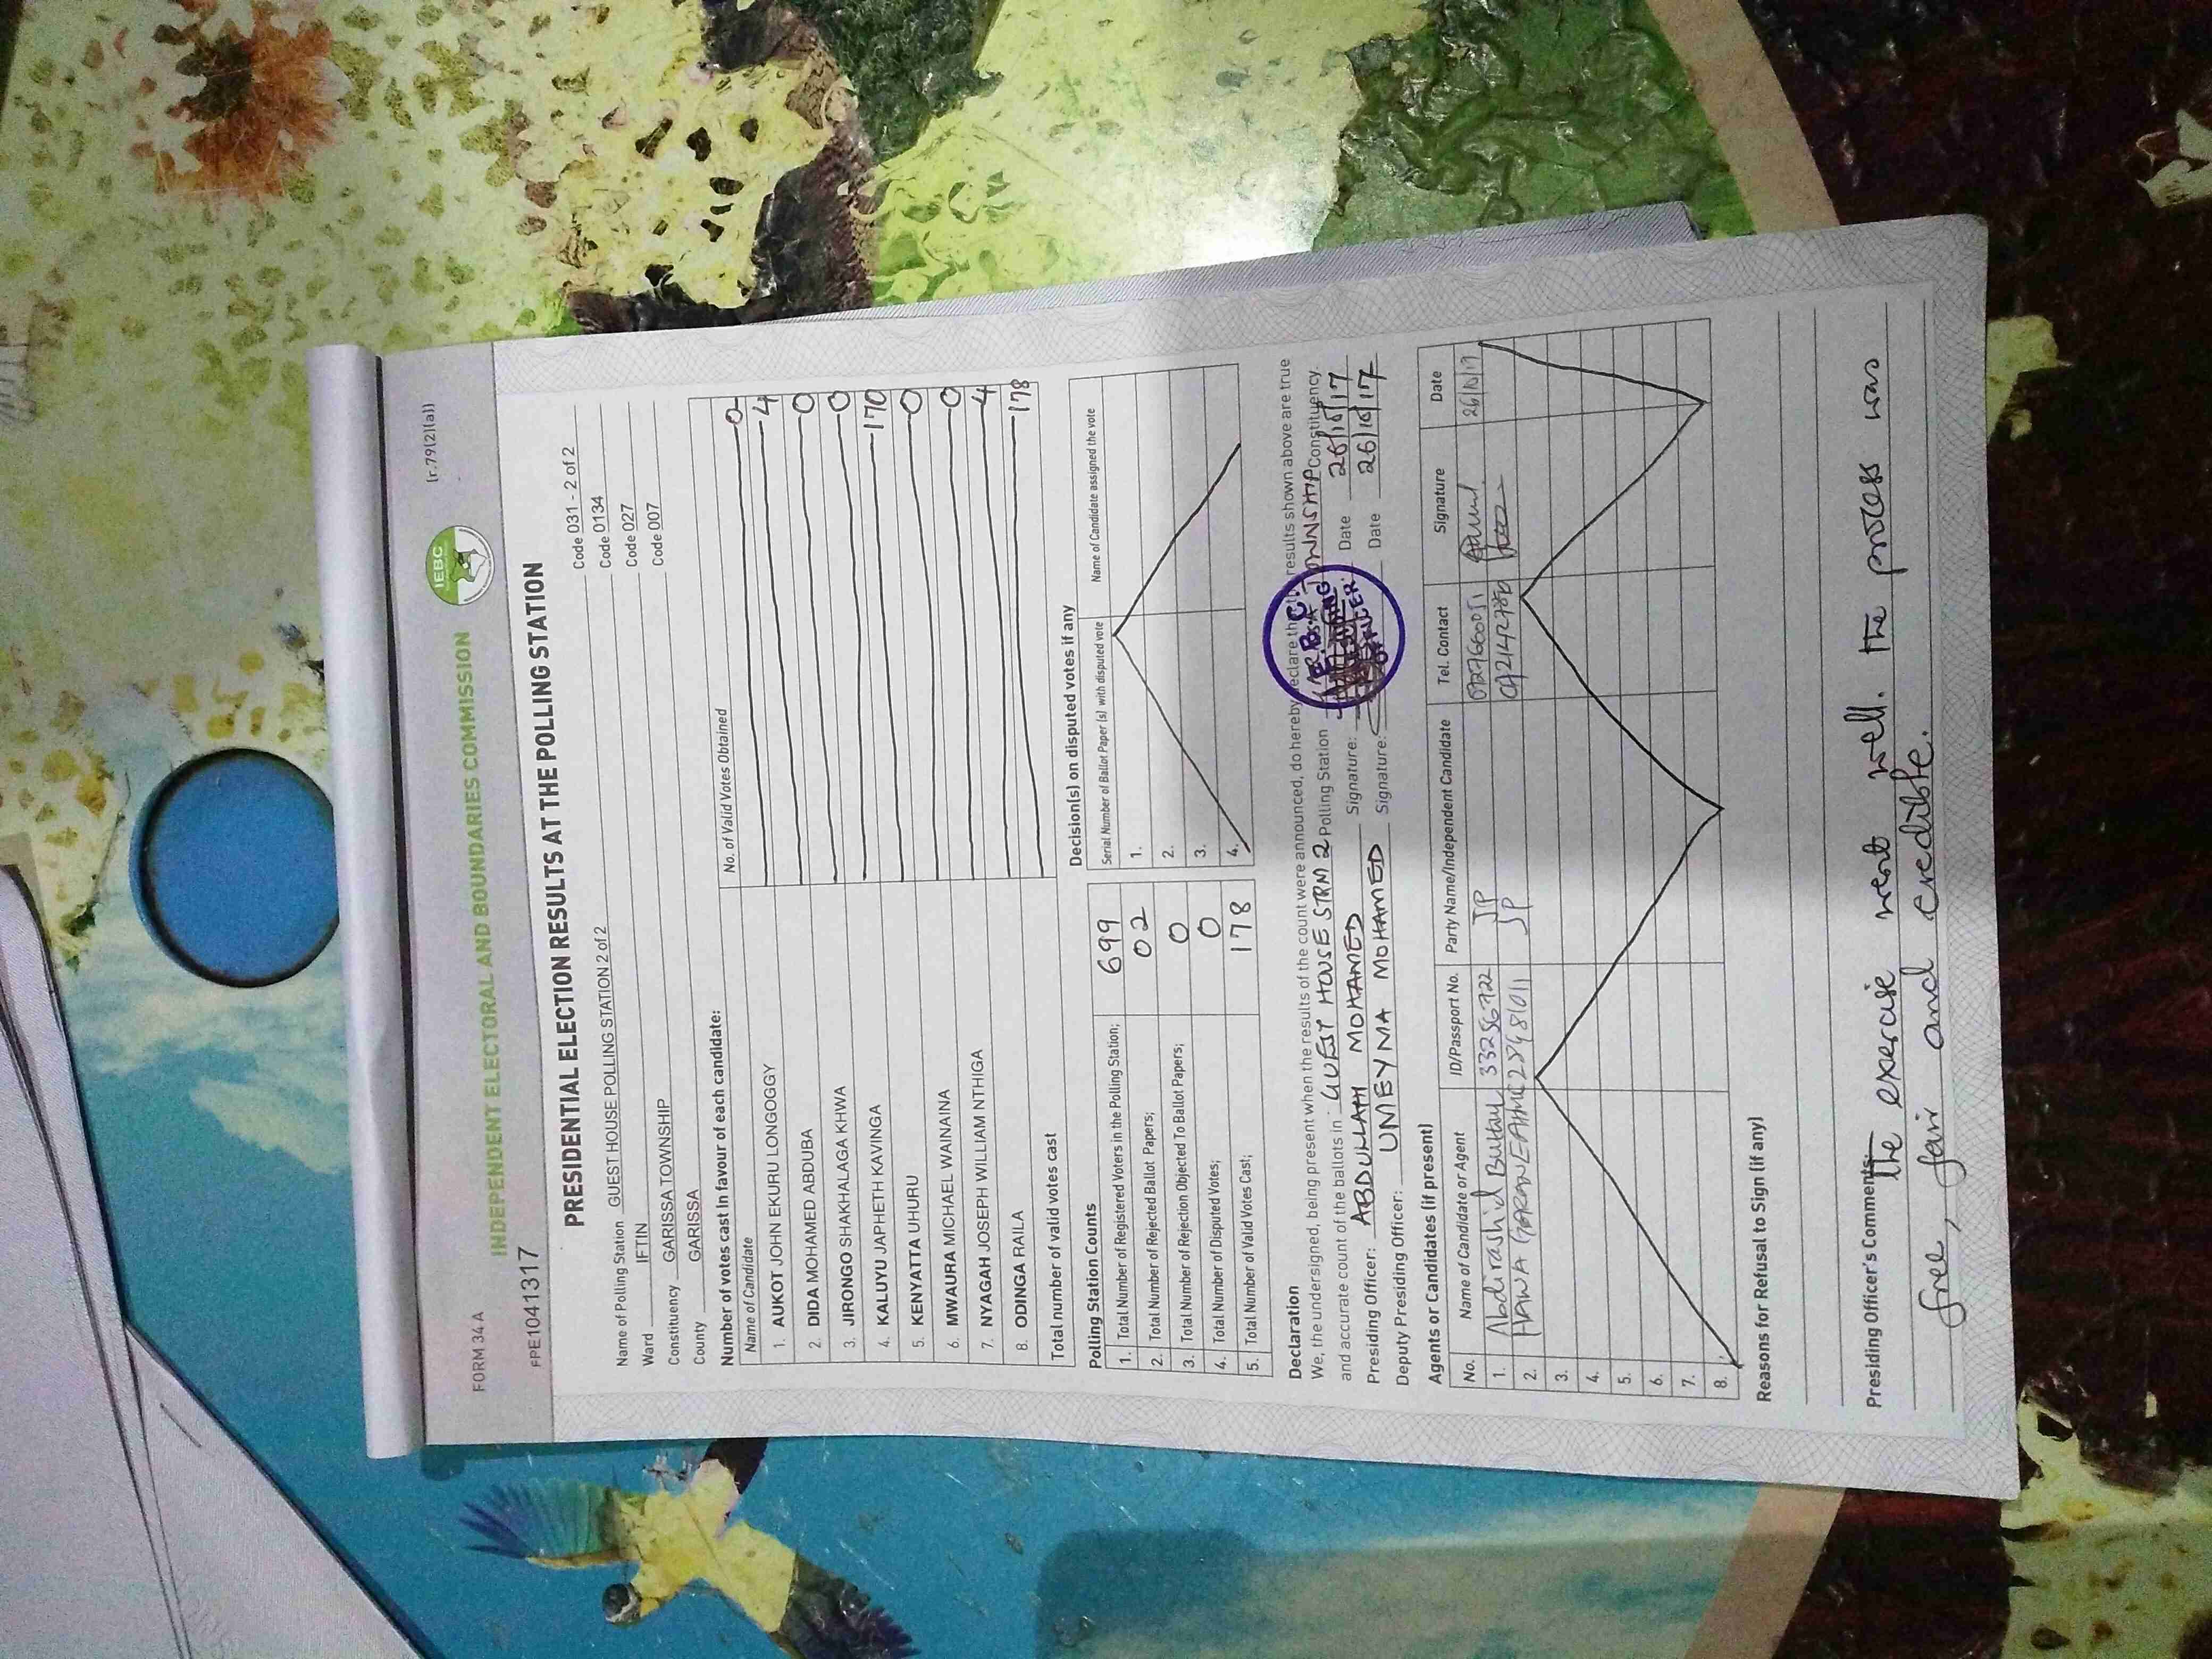 FORM 34 A
(r.79(2)(a))
INDEPENDENT ELECTORAL AND BOUNDARIES COMMISSION
IEBC
FPE1041317
PRESIDENTIAL ELECTION RESULTS AT THE POLLING STATION
Name of Polling Station GUEST HOUSE POLLING STATION 2 of 2 Code 031 - 2 of 2
Ward IFTIN Code 0134
Constituency GARISSA TOWNSHIP Code 027
County GARISSA Code 007
Number of votes cast in favour of each candidate:
Name of Candidate No. of Valid Votes Obtained
1. AUKOT JOHN EKURU LONGOGGY 0
2. DIDA MOHAMED ABDUBA 4
3. JIRONGO SHAKHALAGA KHWA 0
4. KALUYU JAPHETH KAVINGA 0
5. KENYATTA UHURU 170
6. MWAURA MICHAEL WAINAINA 0
7. NYAGAH JOSEPH WILLIAM NTHIGA 0
8. ODINGA RAILA 4
Total number of valid votes cast 178
Polling Station Counts
1. Total Number of Registered Voters in the Polling Station; 699
2. Total Number of Rejected Ballot Papers; 02
3. Total Number of Rejection Objected To Ballot Papers; 0
4. Total Number of Disputed Votes; 0
5. Total Number of Valid Votes Cast; 178
Decision(s) on disputed votes if any
Serial Number of Ballot Paper (s) with disputed vote Name of Candidate assigned the vote
1.
2.
3.
4.
Declaration
We, the undersigned, being present when the results of the count were announced, do hereby declare that the results shown above are true
and accurate count of the ballots in GUEST HOUSE STRM 2 Polling Station TOWNSHIP Constituency.
Presiding Officer: ABDULLAHI MOHAMED Signature: Date 26/10/17
Deputy Presiding Officer: UMEYMA MOHAMED Signature: Date 26/10/17
Agents or Candidates (if present)
No. Name of Candidate or Agent ID/Passport No. Party Name/Independent Candidate Tel. Contact Signature Date
1. Abdirashid 33256722 JP 26/10/17
2. HAWA JP
3.
4.
5.
6.
7.
8.
Reasons for Refusal to Sign (if any)
Presiding Officer's Comments: the exercise went well. the process was
free, fair and credible.